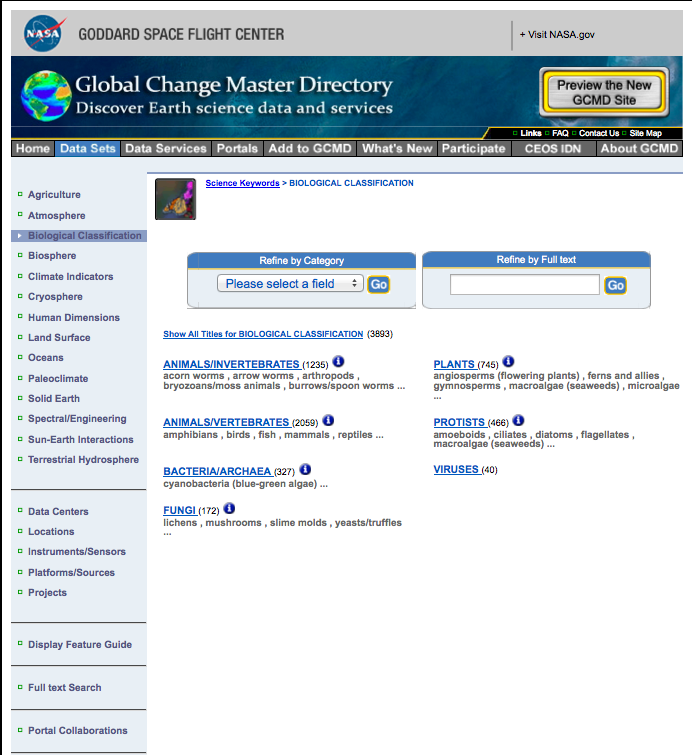 NASA
GODDARD SPACE FLIGHT CENTER
+ Visit NASA.gov
Global Change Master Directory
Discover Earth science data and services
Preview the New
GCMD Site
Links FAQ Contact Us Site Map
Home Data Sets Data Services Portals Add to GCMD What's New Participate CEOS IDN About GCMD
Agriculture
Atmosphere
Biological Classification
Biosphere
Climate Indicators
Cryosphere
Human Dimensions
Land Surface
Oceans
Paleoclimate
Solid Earth
Spectral/Engineering
Sun-Earth Interactions
Terrestrial Hydrosphere
Data Centers
Locations
Instruments/Sensors
Platforms/Sources
Projects
Display Feature Guide
Full text Search
Portal Collaborations
Science Keywords > BIOLOGICAL CLASSIFICATION
Refine by Category
Please select a field Go
Refine by Full text
Go
Show All Titles for BIOLOGICAL CLASSIFICATION (3893)
ANIMALS/INVERTEBRATES (1235) i
acorn worms , arrow worms , arthropods ,
bryozoans/moss animals , burrows/spoon worms ...
ANIMALS/VERTEBRATES (2059) i
amphibians , birds , fish , mammals , reptiles ...
BACTERIA/ARCHAEA (327) i
cyanobacteria (blue-green algae) ...
FUNGI (172) i
lichens , mushrooms , slime molds , yeasts/truffles
...
PLANTS (745) i
angiosperms (flowering plants) , ferns and allies ,
gymnosperms , macroalgae (seaweeds) , microalgae
...
PROTISTS (466) i
amoeboids , ciliates , diatoms , flagellates ,
macroalgae (seaweeds) ...
VIRUSES (40)